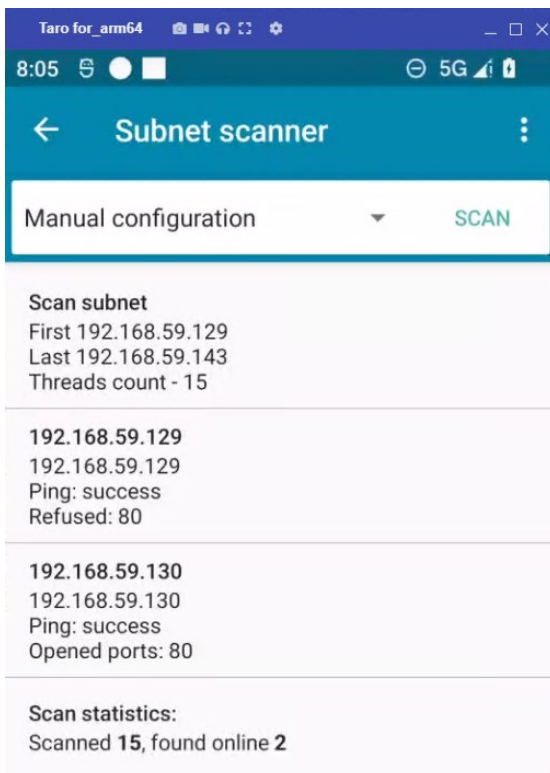 Taro for_arm64
8:05
5G
Subnet scanner
Manual configuration
SCAN
Scan subnet
First 192.168.59.129
Last 192.168.59.143
Threads count - 15
192.168.59.129
192.168.59.129
Ping: success
Refused: 80
192.168.59.130
192.168.59.130
Ping: success
Opened ports: 80
Scan statistics:
Scanned 15, found online 2